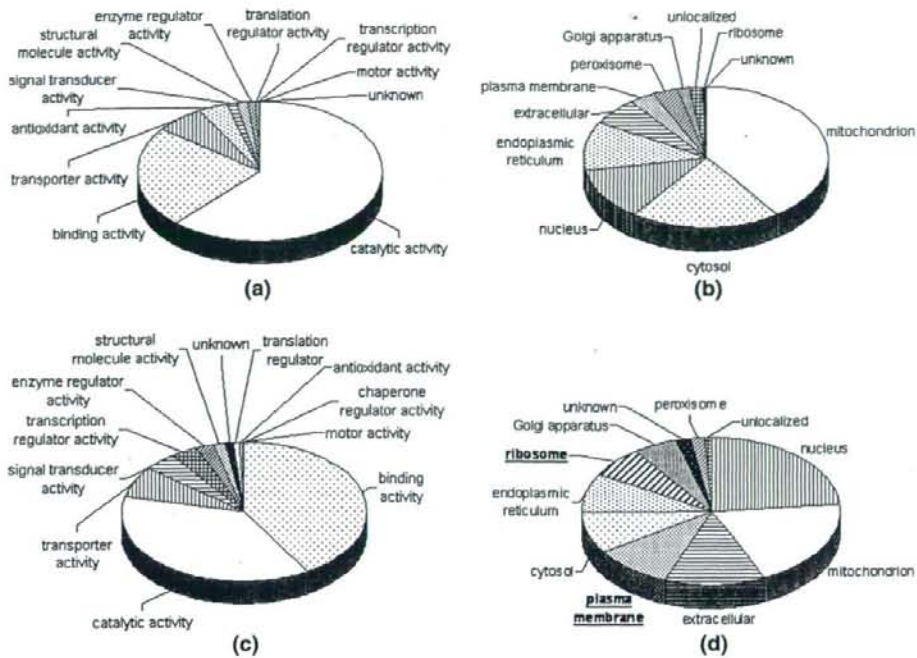 enzyme regulator
activity
translation
regulator activity
structural
molecule activity
transcription
regulator activity
signal transducer
activity
motor activity
unknown
antioxidant activity
transporter activity
binding activity
catalytic activity
(a)
unlocalized
Golgi apparatus
ribosome
peroxisome
unknown
plasma membrane
extracellular
mitochondrion
endoplasmic
reticulum
nucleus
cytosol
(b)
structural
molecule activity
unknown
translation
regulator
antioxidant activity
enzyme regulator
activity
chaperone
regulator activity
transcription
regulator activity
motor activity
signal transducer
activity
binding
activity
transporter
activity
catalytic activity
(c)
unknown
peroxisome
Golgi apparatus
unlocalized
nucleus
ribosome
endoplasmic
reticulum
cytosol
mitochondrion
plasma
membrane
extracellular
(d)